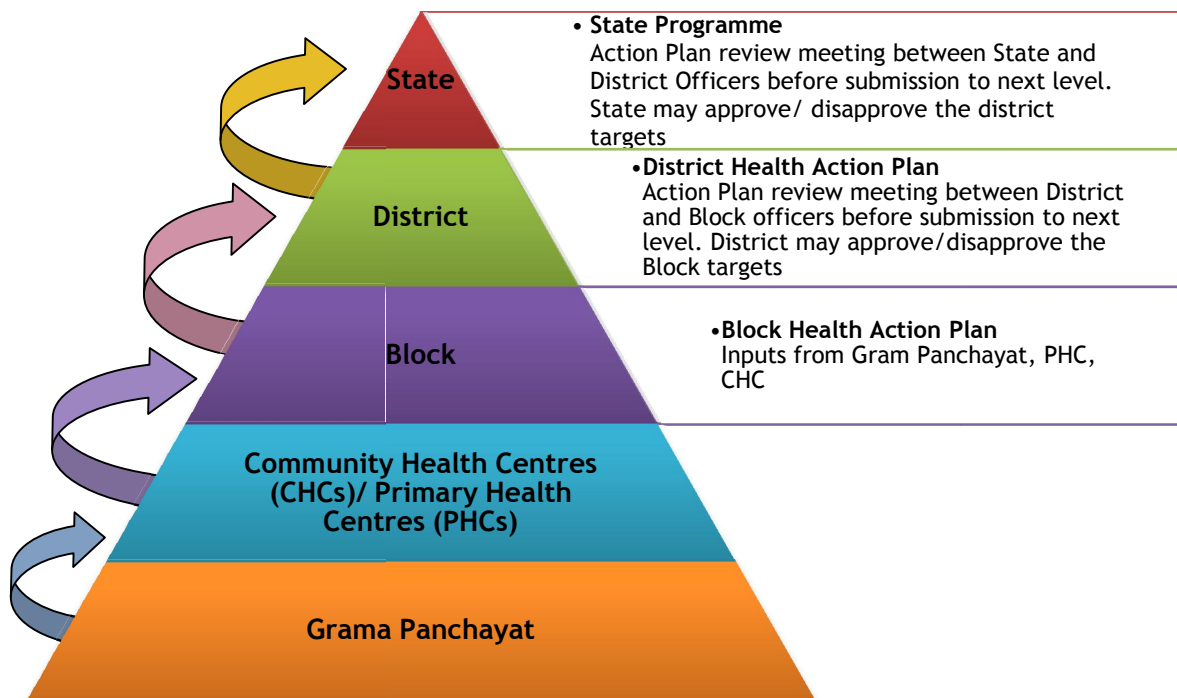 • State Programme
Action Plan review meeting between State and
District Officers before submission to next level.
State may approve/ disapprove the district
targets
State
•District Health Action Plan
Action Plan review meeting between District
and Block officers before submission to next
level. District may approve/disapprove the
Block targets
District
•Block Health Action Plan
Inputs from Gram Panchayat, PHC,
CHC
Block
Community Health Centres
(CHCs)/ Primary Health
Centres (PHCs)
Grama Panchayat